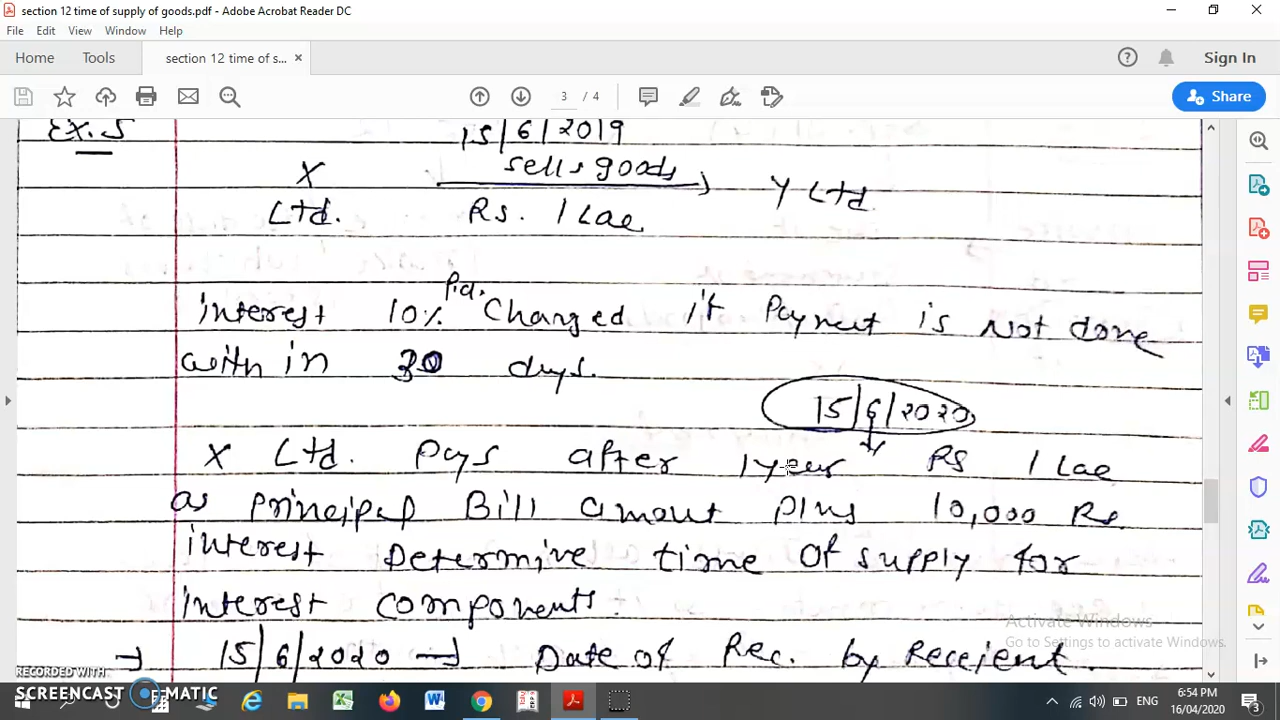 section 12 time of supply of goods.pdf - Adobe Acrobat Reader DC
File Edit View Window Help
Home Tools section 12 time of s... × Sign In
3 / 4 Share
Ex. 5 15/6/2019
X sells goods Y Ltd.
Ltd. Rs. 1 Lac
interest 10% p.a. Charged if Payment is Not done
with in 30 days.
15/6/2020
X Ltd. Pays after 1 year RS 1 Lac
as principal Bill amount plus 10,000 Rs.
interest Determine time of supply for
interest components.
Activate Windows
Go to Settings to activate Windows.
→ 15/6/2020 → Date of Rec. by Receient.
RECORDED WITH
SCREENCAST MATIC
ENG
6:54 PM
16/04/2020
3